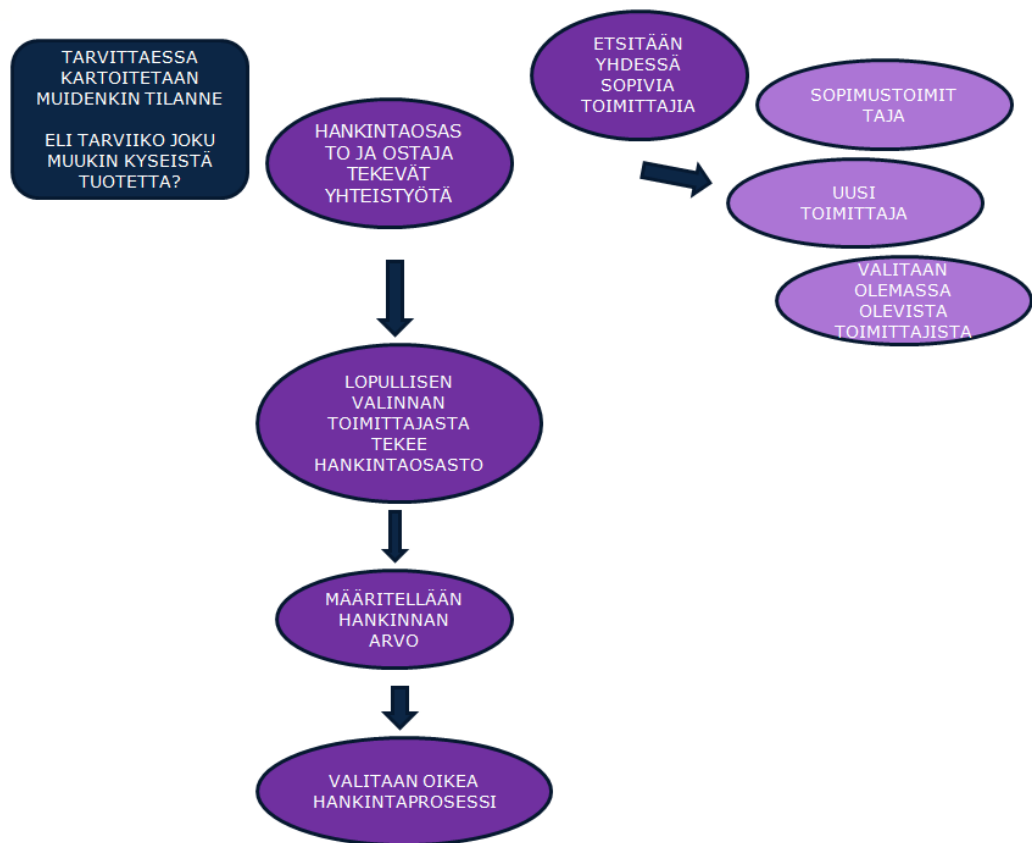 TARVITTAESSA
KARTOITETAAN
MUIDENKIN TILANNE
ELI TARVIIKO JOKU
MUUKIN KYSEISTÄ
TUOTETTA?
HANKINTAOSAS
TO JA OSTAJA
TEKEVÄT
YHTEISTYÖTÄ
ETSITÄÄN
YHDESSÄ
SOPIVIA
TOIMITTAJIA
SOPIMUSTOIMIT
TAJA
UUSI
TOIMITTAJA
VALITAAN
OLEMASSA
OLEVISTA
TOIMITTAJISTA
LOPULLISEN
VALINNAN
TOIMITTAJASTA
TEKEE
HANKINTAOSASTO
MÄÄRITELLÄÄN
HANKINNAN
ARVO
VALITAAN OIKEA
HANKINTAPROSESSI